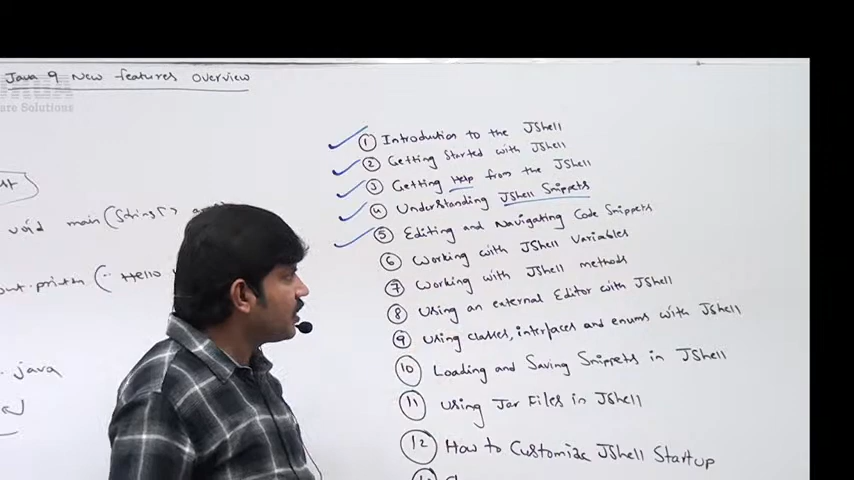 Java 9 New features overview
are Solutions
void main(String[]
out.println(" Hello
.java
① Introduction to the JShell
② Getting Started with JShell
③ Getting Help from the JShell
④ Understanding JShell Snippets
⑤ Editing and Navigating Code Snippets
⑥ Working with JShell Variables
⑦ Working with JShell methods
⑧ Using an external Editor with JShell
⑨ Using classes, interfaces and enums with JShell
⑩ Loading and Saving Snippets in JShell
⑪ Using Jar Files in JShell
⑫ How to Customize JShell Startup